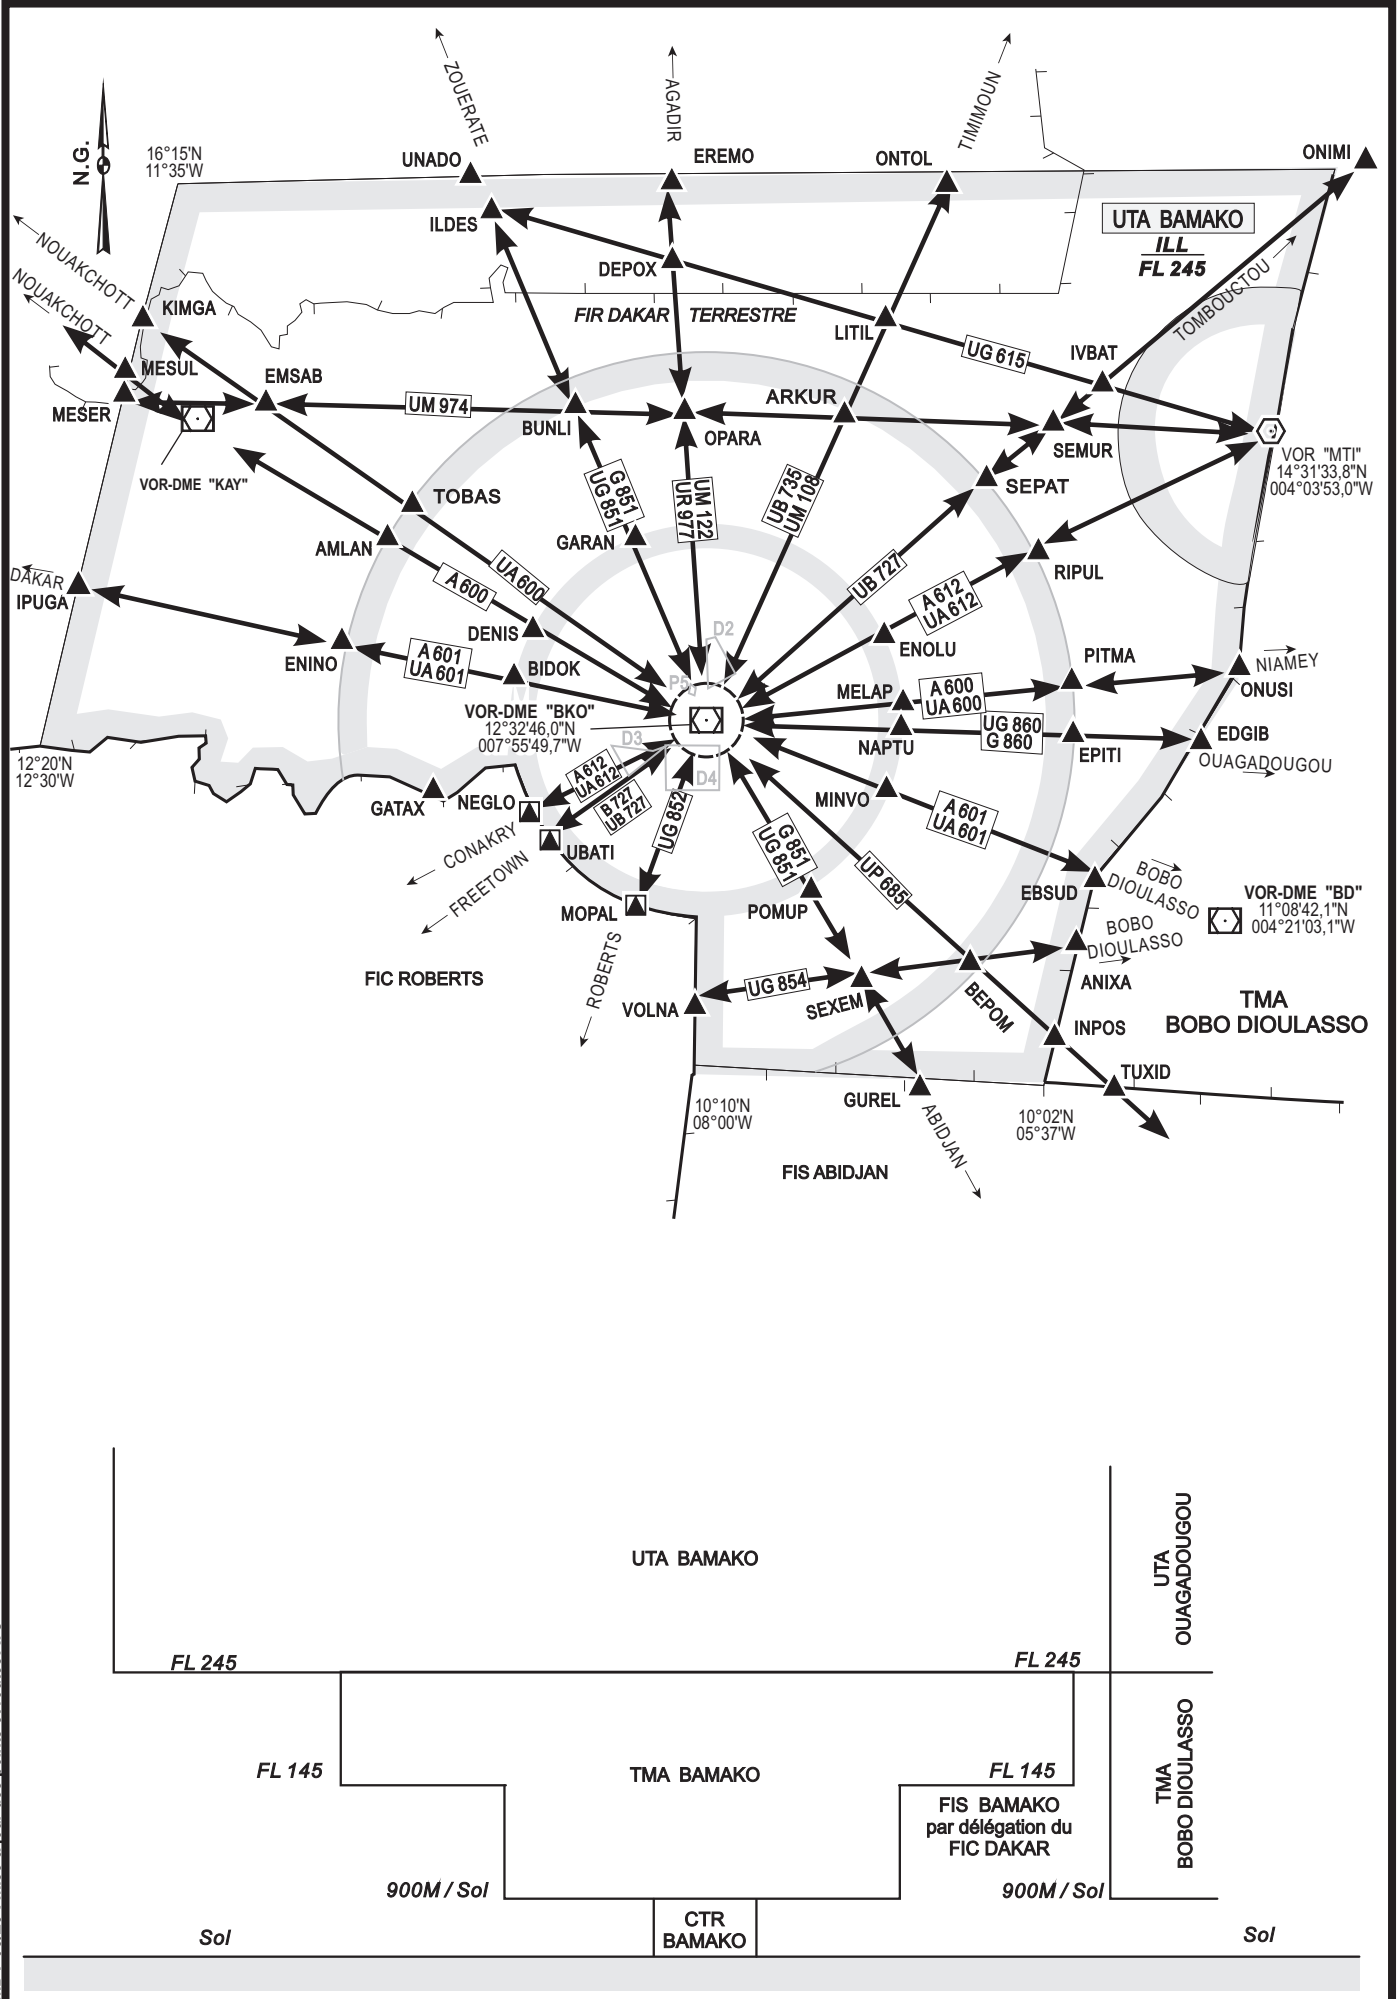 ZOUERATE
AGADIR
TIMIMOUN
N.G.
16°15'N
11°35'W
UNADO
EREMO
ONTOL
ONIMI
ILDES
UTA BAMAKO
ILL
FL 245
NOUAKCHOTT
NOUAKCHOTT
DEPOX
TOMBOUCTOU
KIMGA
FIR DAKAR TERRESTRE
LITIL
UG 615
IVBAT
MESUL
EMSAB
MESER
UM 974
BUNLI
OPARA
ARKUR
SEMUR
VOR "MTI"
14°31'33,8"N
004°03'53,0"W
VOR-DME "KAY"
TOBAS
G 851
UG 851
UM 122
UR 977
UB 735
UM 108
SEPAT
AMLAN
GARAN
RIPUL
DAKAR
IPUGA
A 600
UA 600
UB 727
A 612
UA 612
DENIS
D2
ENOLU
ENINO
A 601
UA 601
BIDOK
P5
PITMA
NIAMEY
ONUSI
MELAP
A 600
UA 600
VOR-DME "BKO"
12°32'46,0"N
007°55'49,7"W
NAPTU
UG 860
G 860
EPITI
EDGIB
OUAGADOUGOU
12°20'N
12°30'W
D3
D4
GATAX
NEGLO
A 612
UA 612
B 727
UB 727
UG 852
MINVO
A 601
UA 601
CONAKRY
UBATI
FREETOWN
G 851
UG 851
UP 685
EBSUD
BOBO
DIOULASSO
VOR-DME "BD"
11°08'42,1"N
004°21'03,1"W
MOPAL
POMUP
BOBO
DIOULASSO
ROBERTS
FIC ROBERTS
ANIXA
VOLNA
UG 854
SEXEM
BEPOM
TMA
BOBO DIOULASSO
INPOS
TUXID
GUREL
10°10'N
08°00'W
ABIDJAN
10°02'N
05°37'W
FIS ABIDJAN
UTA BAMAKO
UTA
OUAGADOUGOU
FL 245
FL 245
FL 145
TMA BAMAKO
FL 145
TMA
BOBO DIOULASSO
FIS BAMAKO
par délégation du
FIC DAKAR
900M / Sol
900M / Sol
CTR
BAMAKO
Sol
Sol